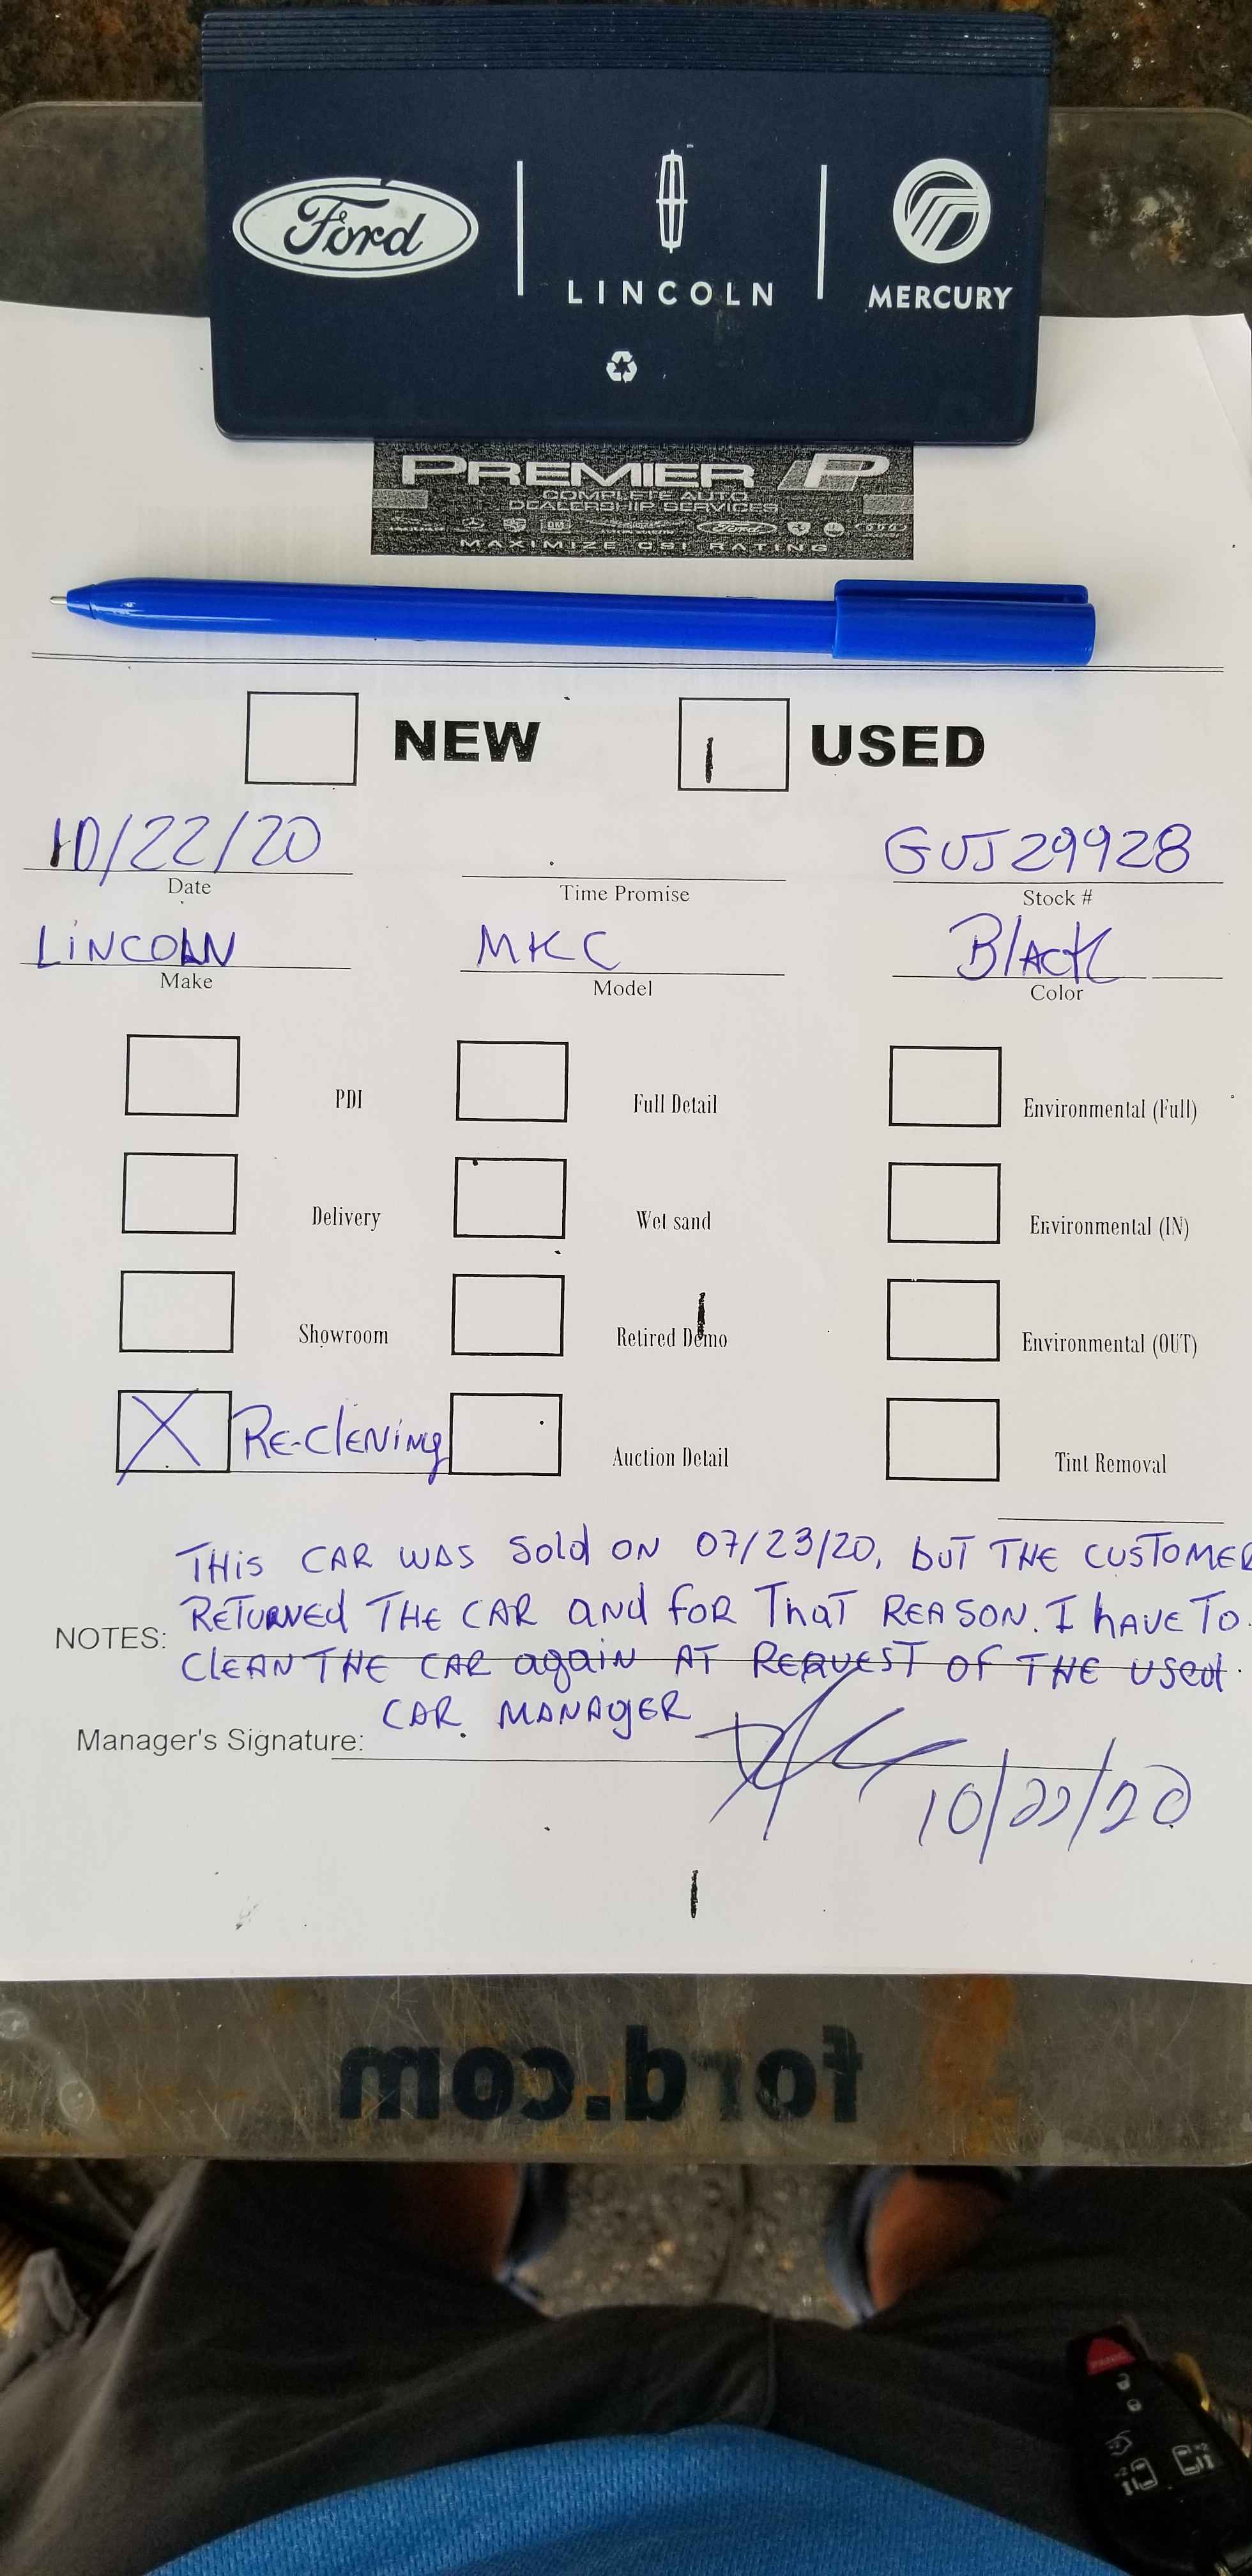 Ford
LINCOLN
MERCURY
PREMIER P
COMPLETE AUTO
DEALERSHIP SERVICES
GM Ford
MAXIMIZE CSI RATING
NEW USED
10/22/20 GUJ29928
Date Time Promise Stock #
LiNCOLN MKC BlACK
Make Model Color
PDI Full Detail Environmental (Full)
Delivery Wet sand Environmental (IN)
Showroom Retired Demo Environmental (OUT)
X RE-ClENiNg Auction Detail Tint Removal
THiS CAR WAS Sold ON 07/23/20, buT THE CUSTOMER
RETURNEd THE CAR and foR ThaT REASON. I hAVE TO.
NOTES: ClEAN THE CAR again AT REQUEST Of THE USEd.
CAR. MANAgER
Manager's Signature:
10/22/20
ford.com
PANIC